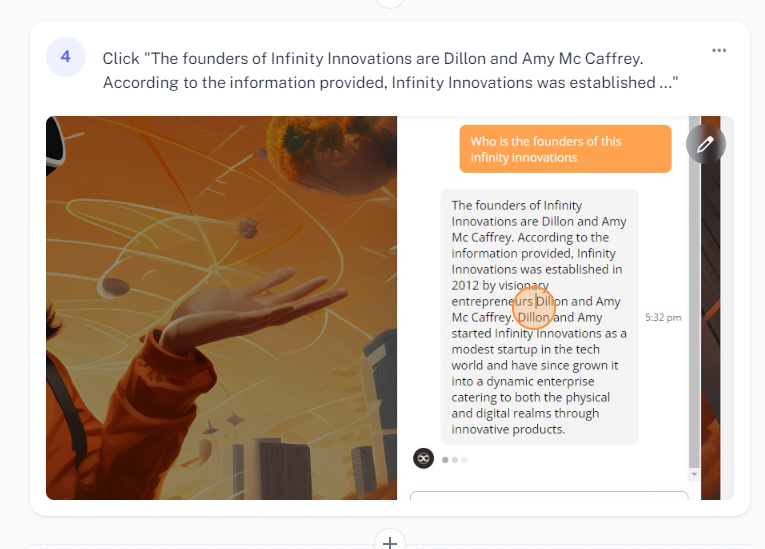 4
Click "The founders of Infinity Innovations are Dillon and Amy Mc Caffrey.
According to the information provided, Infinity Innovations was established ..."
Who is the founders of this
infinity innovations
The founders of Infinity
Innovations are Dillon and Amy
Mc Caffrey. According to the
information provided, Infinity
Innovations was established in
2012 by visionary
entrepreneurs Dillon and Amy
Mc Caffrey. Dillon and Amy
started Infinity Innovations as a
modest startup in the tech
world and have since grown it
into a dynamic enterprise
catering to both the physical
and digital realms through
innovative products.
5:32 pm